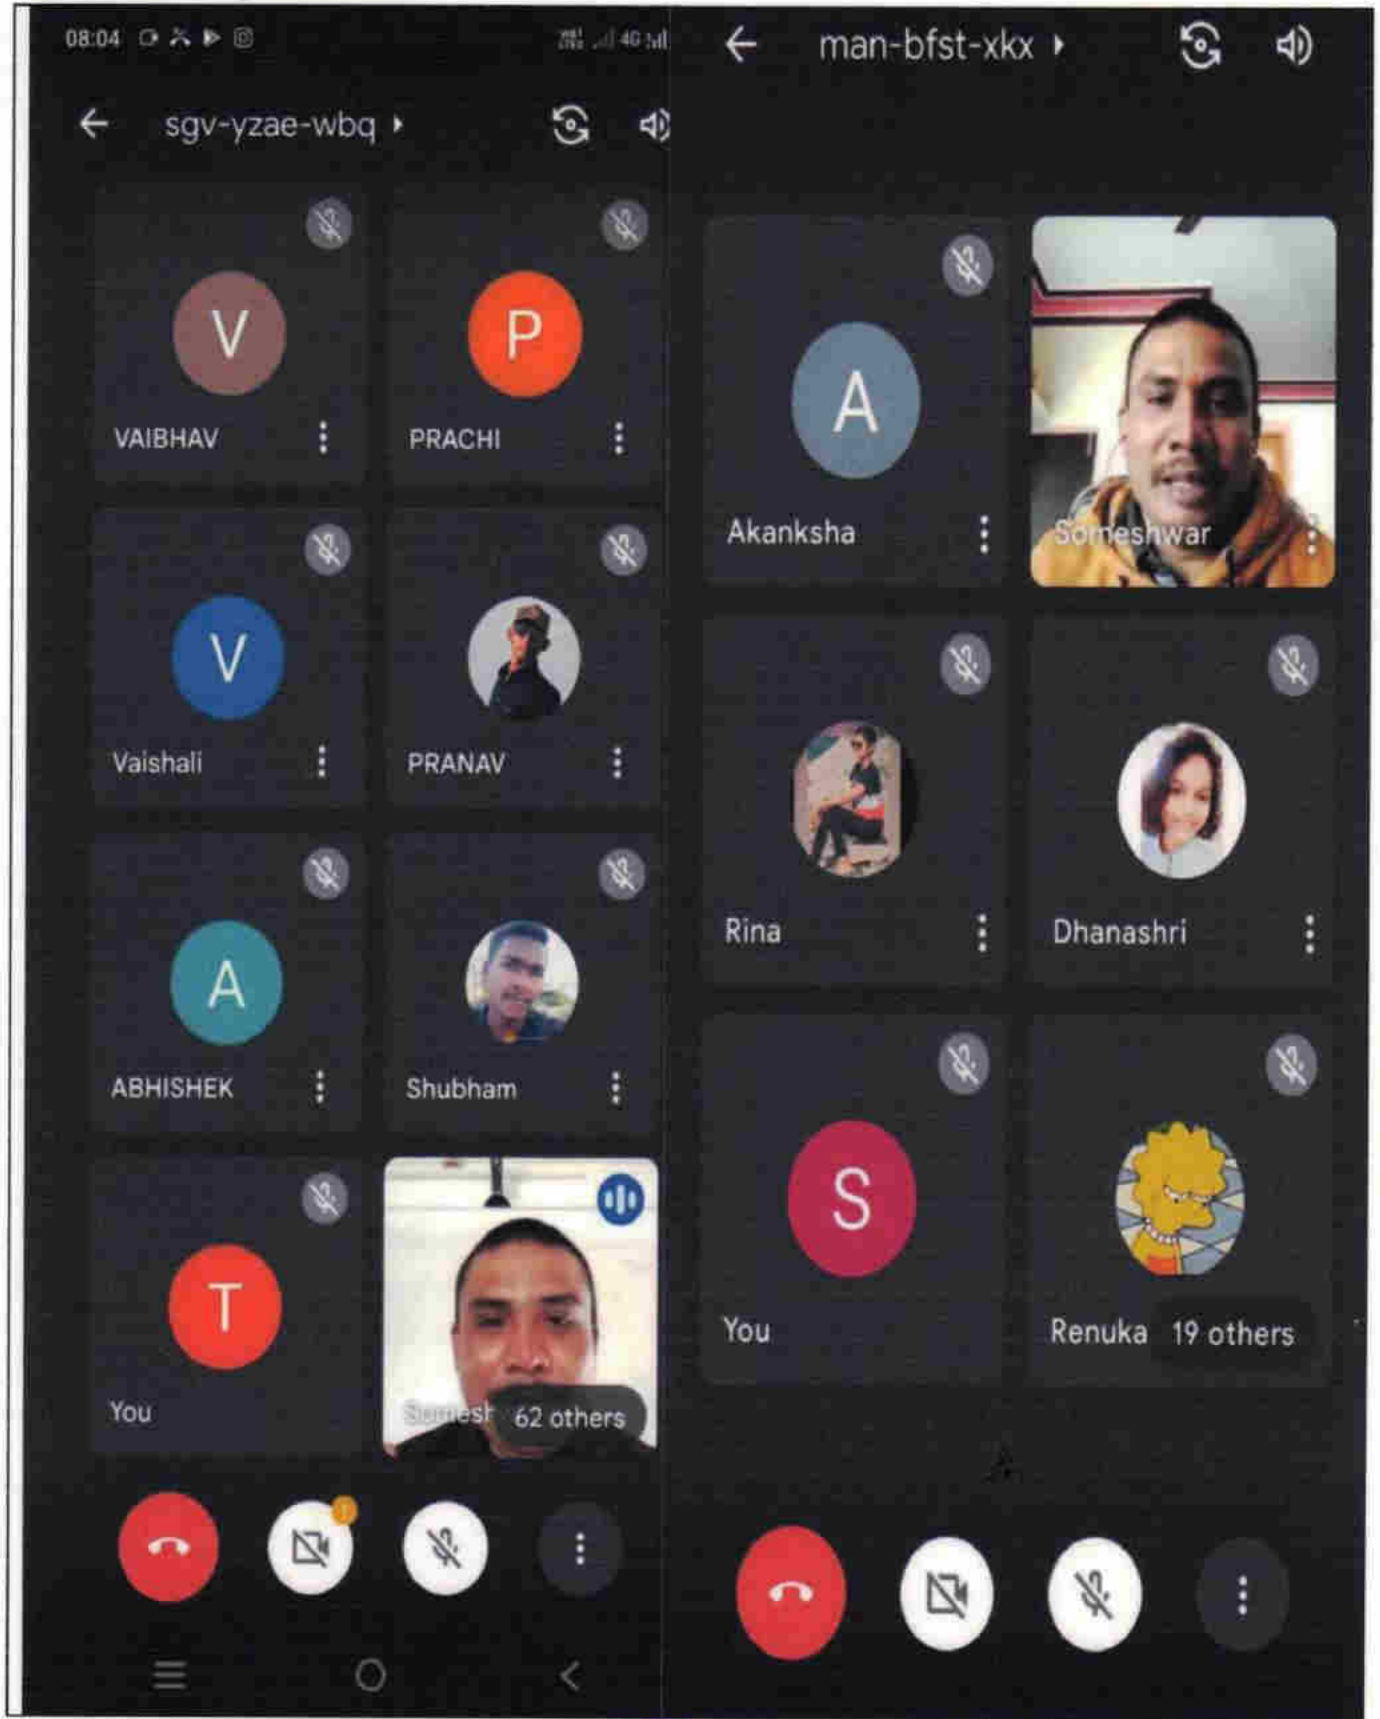 08:04
4G
sgv-yzae-wbq
V
P
VAIBHAV
PRACHI
V
Vaishali
PRANAV
A
ABHISHEK
Shubham
T
You
Somesh
62 others
man-bfst-xkx
A
Akanksha
Someshwar
Rina
Dhanashri
S
You
Renuka
19 others